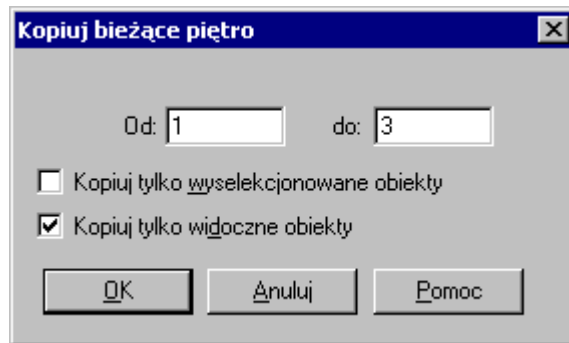 Kopiuj bieżące piętro
Od: 1 do: 3
Kopiuj tylko wyselekcjonowane obiekty
Kopiuj tylko widoczne obiekty
OK Anuluj Pomoc